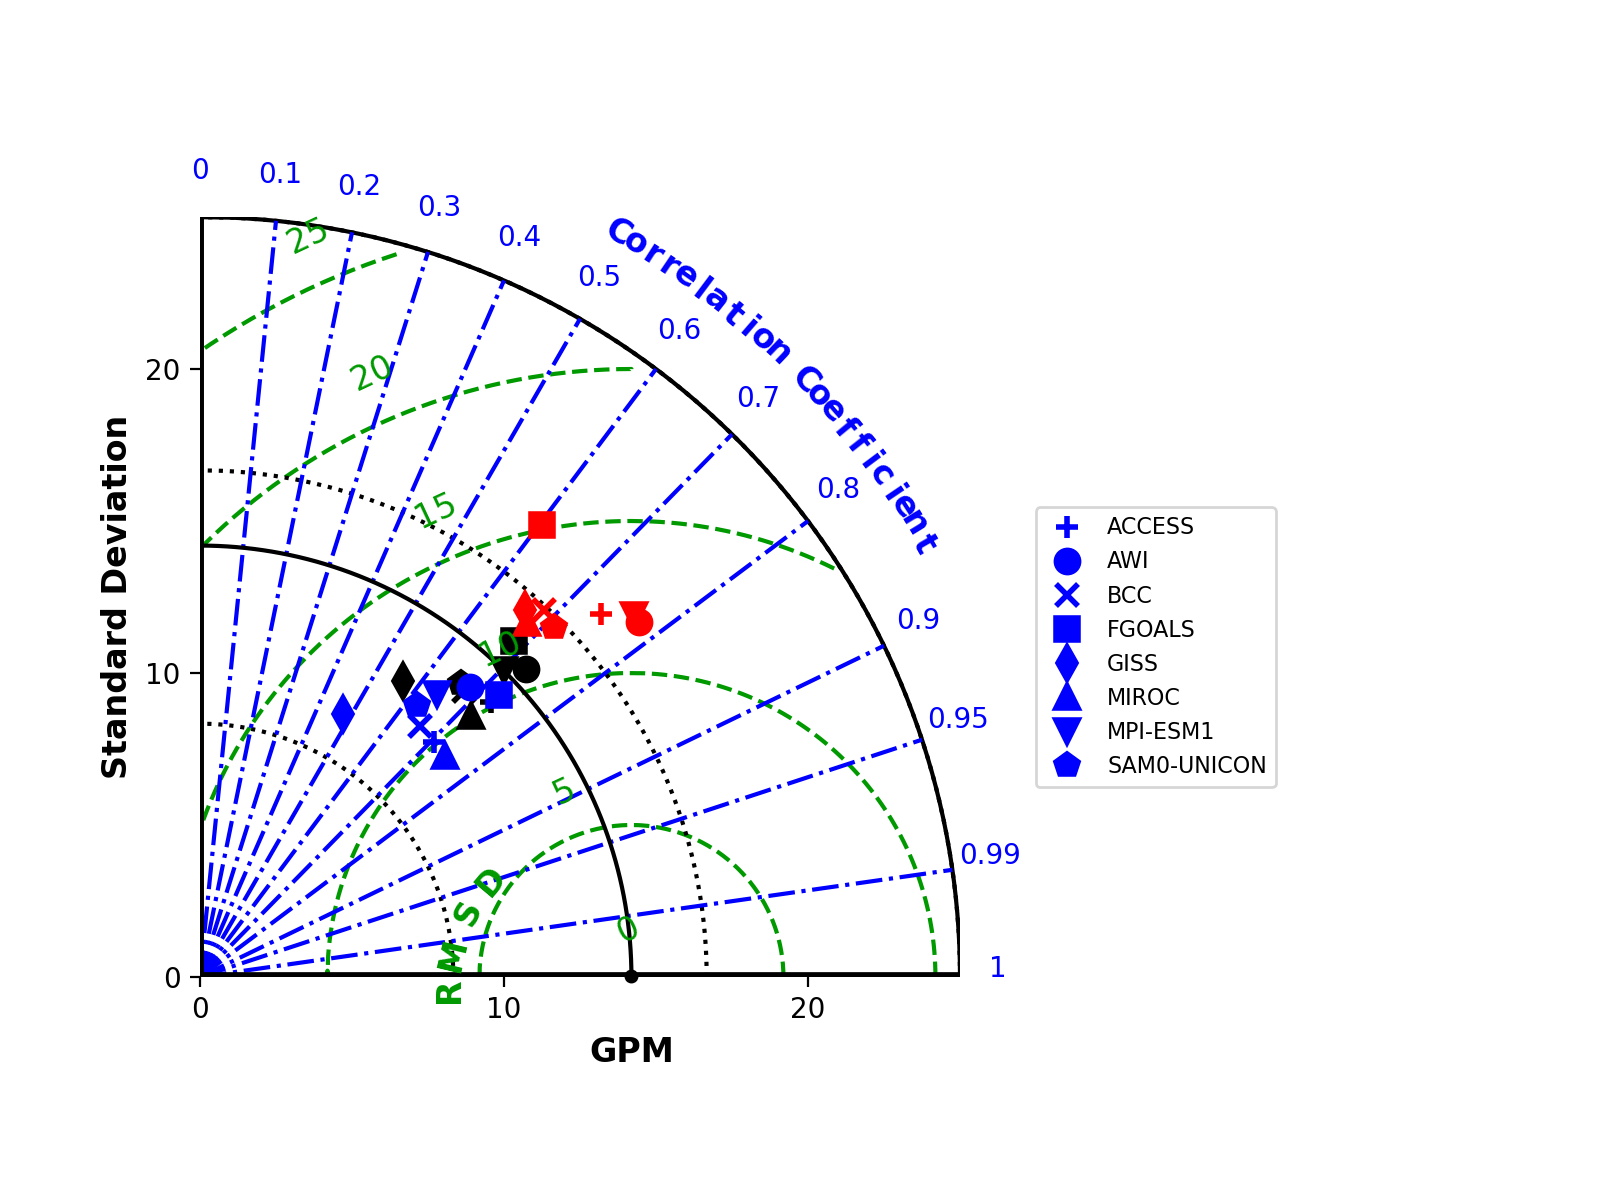 0
0.1
0.2
0.3
0.4
0.5
0.6
0.7
0.8
0.9
0.95
0.99
1
Correlation Coefficient
25
20
15
10
5
0
RMSD
Standard Deviation
20
10
0
0
10
20
GPM
ACCESS
AWI
BCC
FGOALS
GISS
MIROC
MPI-ESM1
SAM0-UNICON